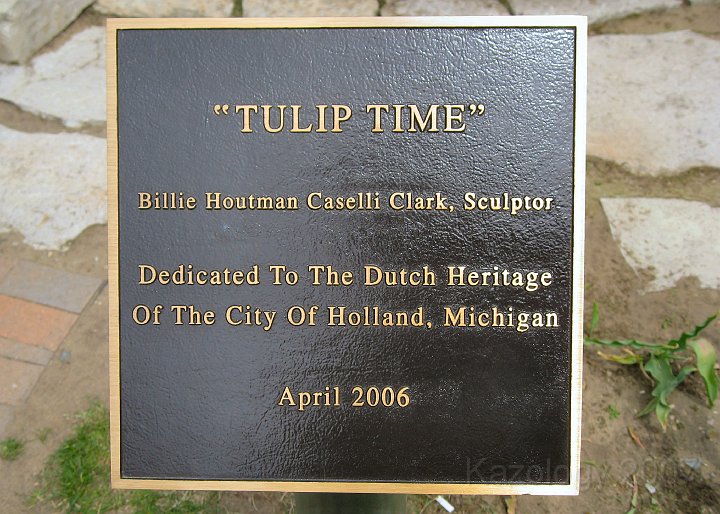 “TULIP TIME”
Billie Houtman Caselli Clark, Sculptor
Dedicated To The Dutch Heritage
Of The City Of Holland, Michigan
April 2006
Kazology